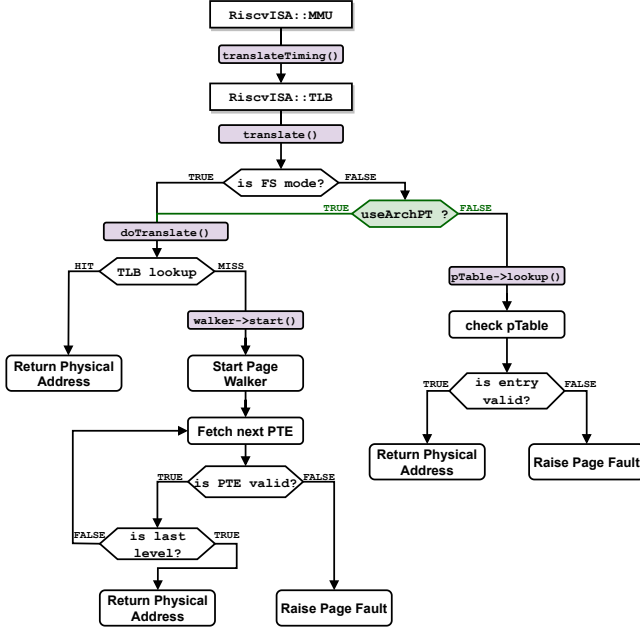 RiscvISA::MMU
translateTiming()
RiscvISA::TLB
translate()
TRUE
is FS mode?
FALSE
TRUE
useArchPT ?
FALSE
doTranslate()
HIT
TLB lookup
MISS
pTable->lookup()
walker->start()
check pTable
Return Physical
Address
Start Page
Walker
TRUE
is entry
valid?
FALSE
Fetch next PTE
Return Physical
Address
Raise Page Fault
TRUE
is PTE valid?
FALSE
FALSE
is last
level?
TRUE
Return Physical
Address
Raise Page Fault